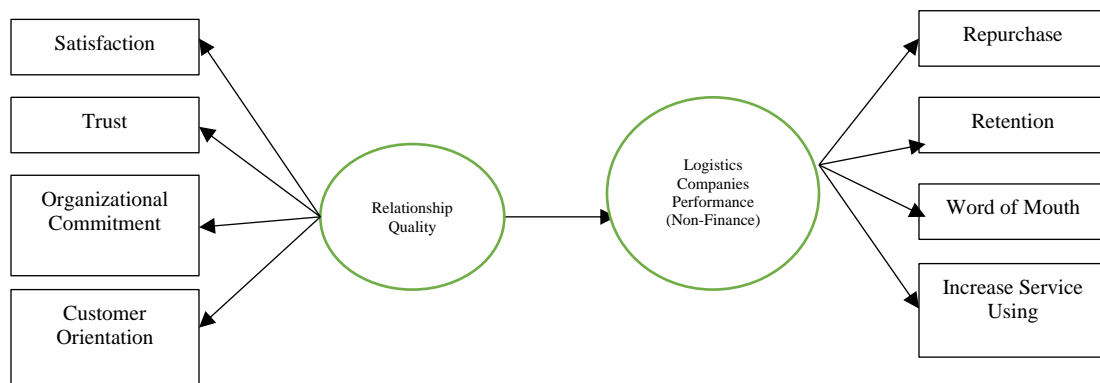 Satisfaction
Trust
Organizational
Commitment
Customer
Orientation
Relationship
Quality
Logistics
Companies
Performance
(Non-Finance)
Repurchase
Retention
Word of Mouth
Increase Service
Using